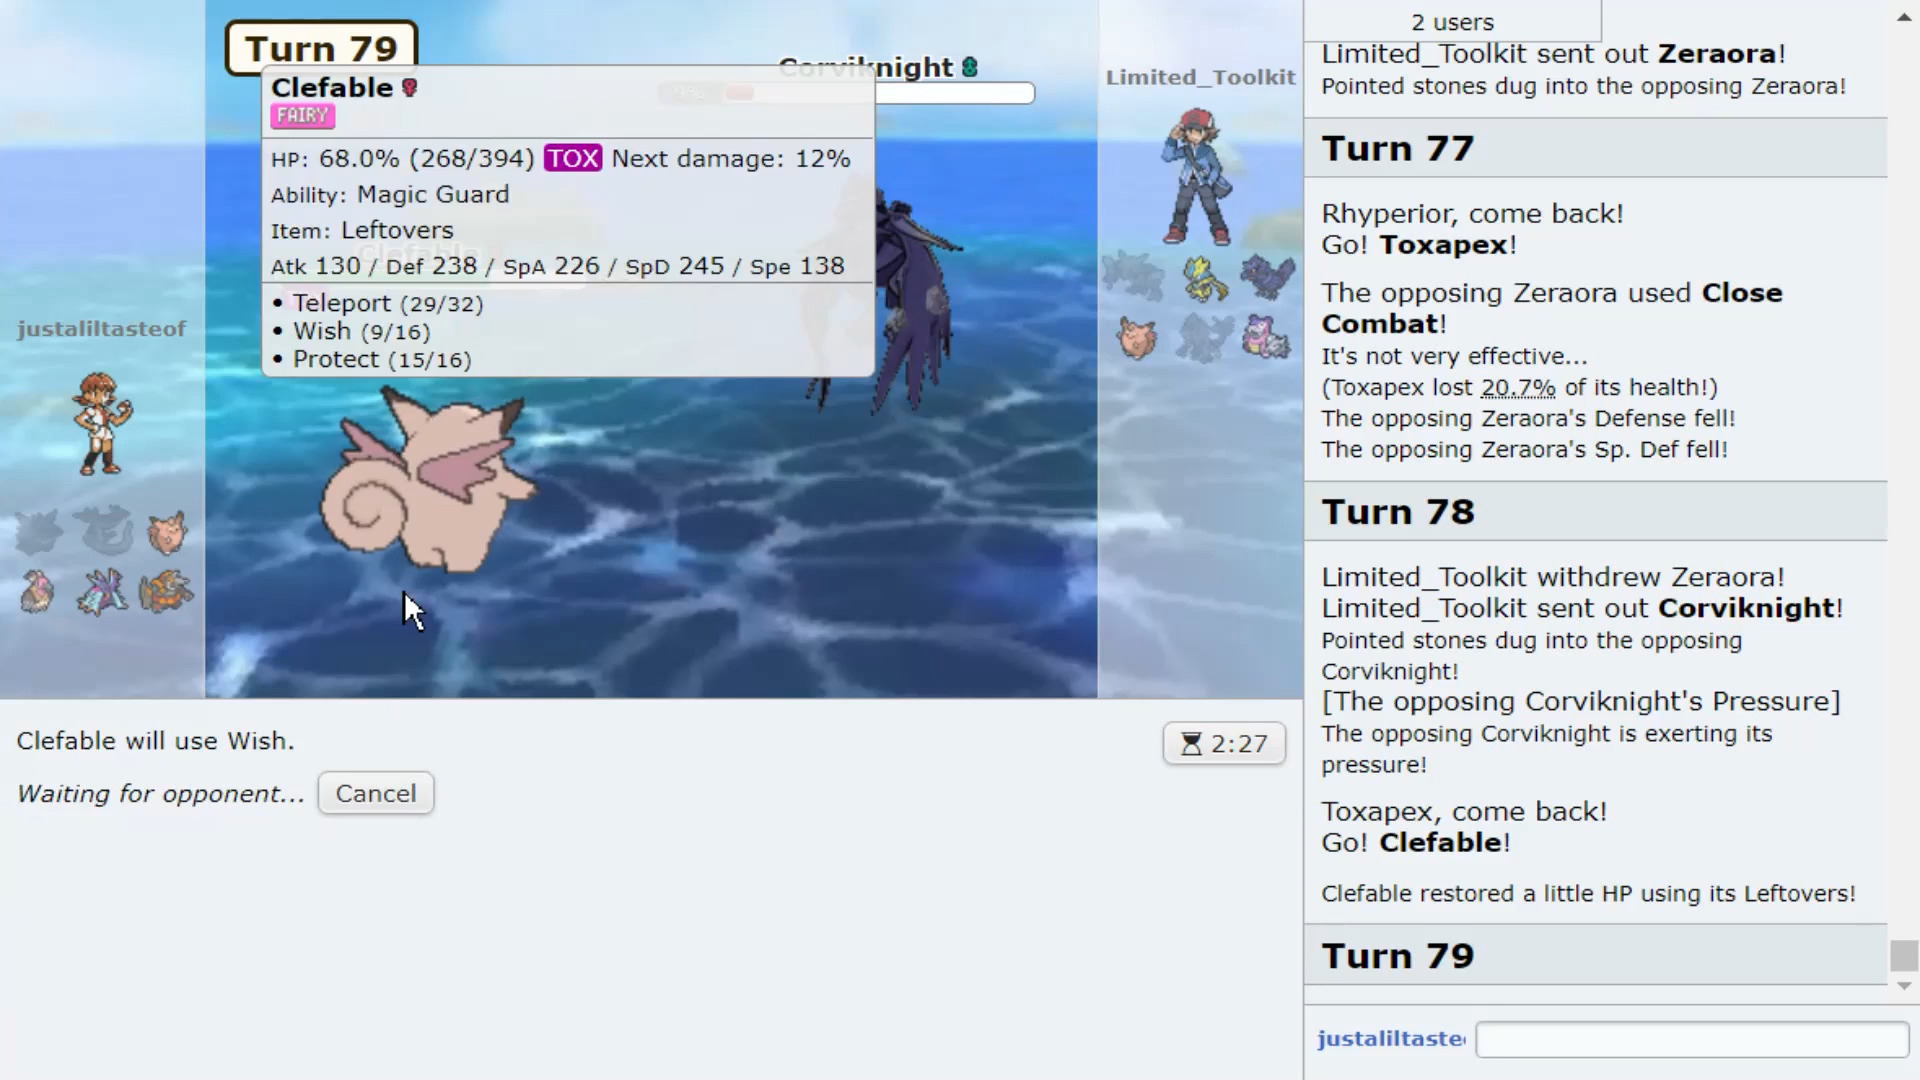 Turn 79
Corviknight
Clefable
FAIRY
HP: 68.0% (268/394) TOX Next damage: 12%
Ability: Magic Guard
Item: Leftovers
Atk 130 / Def 238 / SpA 226 / SpD 245 / Spe 138
• Teleport (29/32)
• Wish (9/16)
• Protect (15/16)
justaliltasteof
Limited_Toolkit
Clefable will use Wish.
2:27
Waiting for opponent...
Cancel
2 users
Limited_Toolkit sent out Zeraora!
Pointed stones dug into the opposing Zeraora!
Turn 77
Rhyperior, come back!
Go! Toxapex!
The opposing Zeraora used Close
Combat!
It's not very effective...
(Toxapex lost 20.7% of its health!)
The opposing Zeraora's Defense fell!
The opposing Zeraora's Sp. Def fell!
Turn 78
Limited_Toolkit withdrew Zeraora!
Limited_Toolkit sent out Corviknight!
Pointed stones dug into the opposing
Corviknight!
[The opposing Corviknight's Pressure]
The opposing Corviknight is exerting its
pressure!
Toxapex, come back!
Go! Clefable!
Clefable restored a little HP using its Leftovers!
Turn 79
justaliltaste